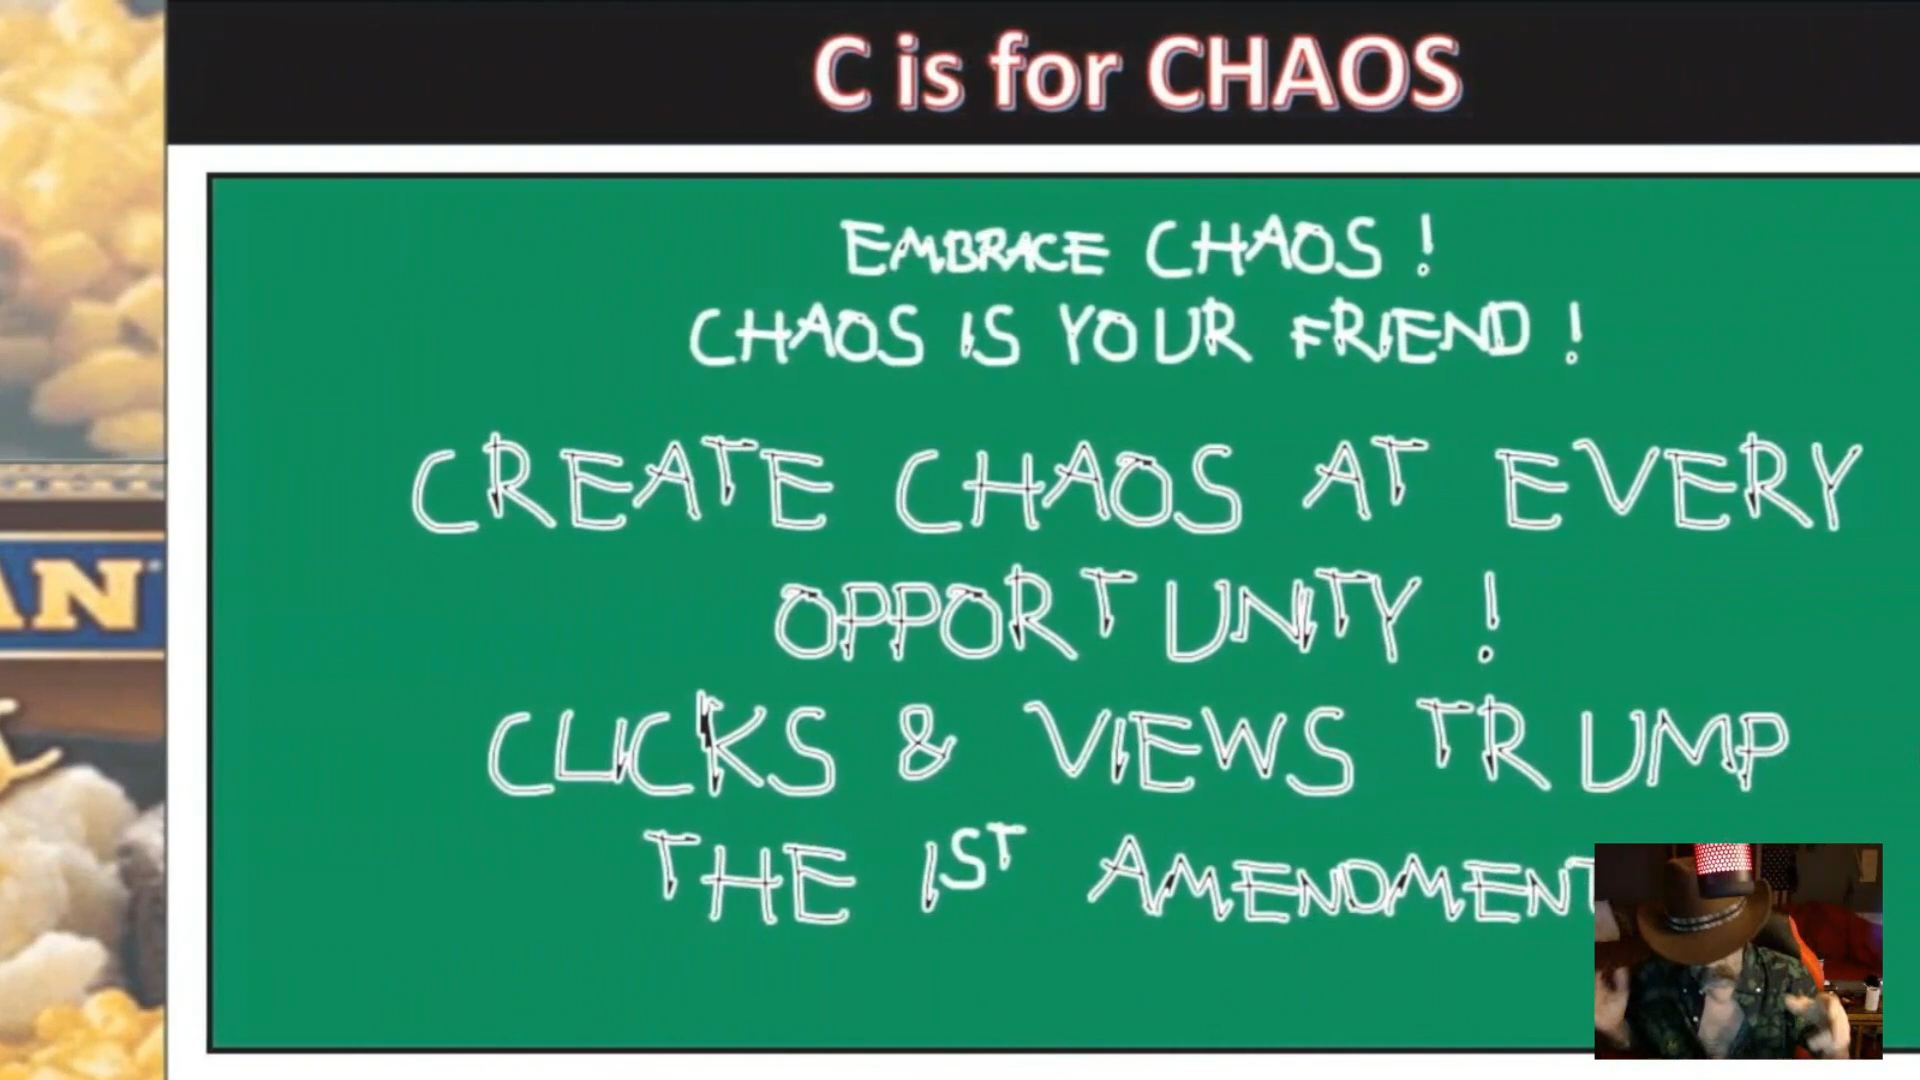 C is for CHAOS
EMBRACE CHAOS !
CHAOS IS YOUR FRIEND !
CREATE CHAOS AT EVERY
OPPORTUNITY !
CLICKS & VIEWS TRUMP
THE 1ST AMENDMENT
AN